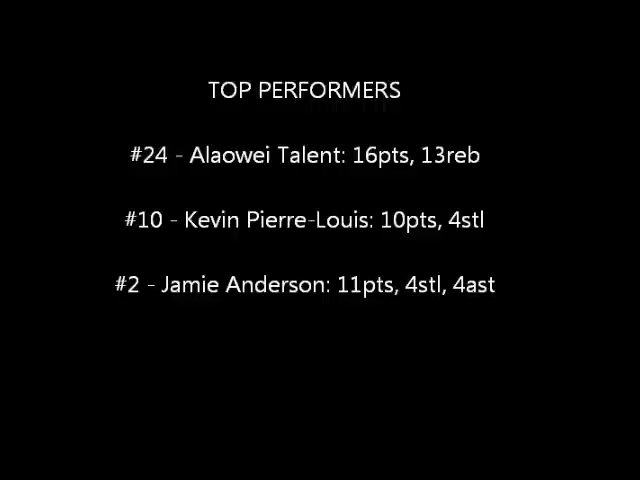 TOP PERFORMERS
#24 - Alaowei Talent: 16pts, 13reb
#10 - Kevin Pierre-Louis: 10pts, 4stl
#2 - Jamie Anderson: 11pts, 4stl, 4ast